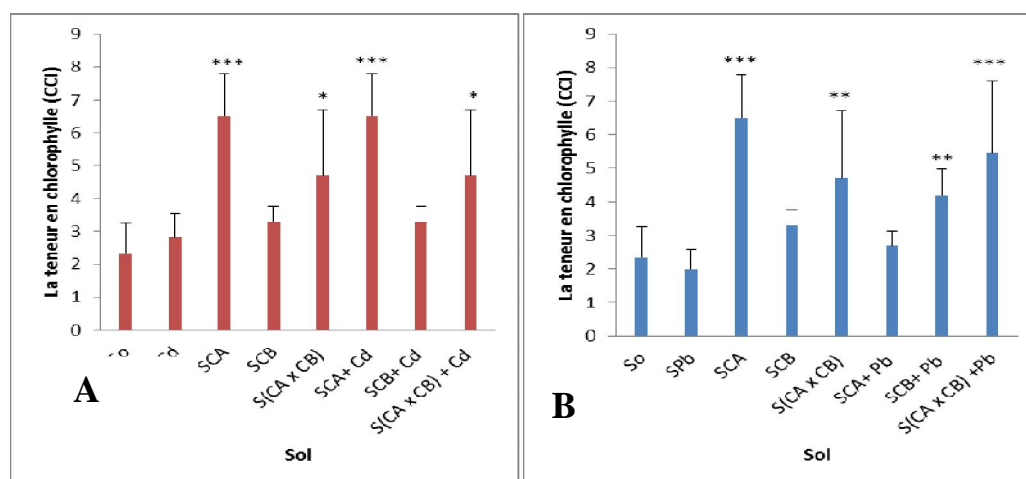 La teneur en chlorophylle (CCI)
9
8
7
6
5
4
3
2
1
0
***
*
***
*
SCA
SCB
S(CA x CB)
SCA+ Cd
SCB+ Cd
S(CA x CB) + Cd
A
Sol
La teneur en chlorophylle (CCI)
9
8
7
6
5
4
3
2
1
0
***
**
**
***
So
SPb
SCA
SCB
S(CA x CB)
SCA+ Pb
SCB+ Pb
S(CA x CB) +Pb
B
Sol